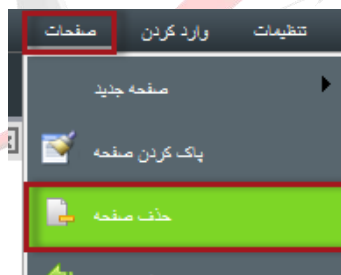 صفحات وارد کردن تنظیمات
صفحه جدید
پاک کردن صفحه
حذف صفحه